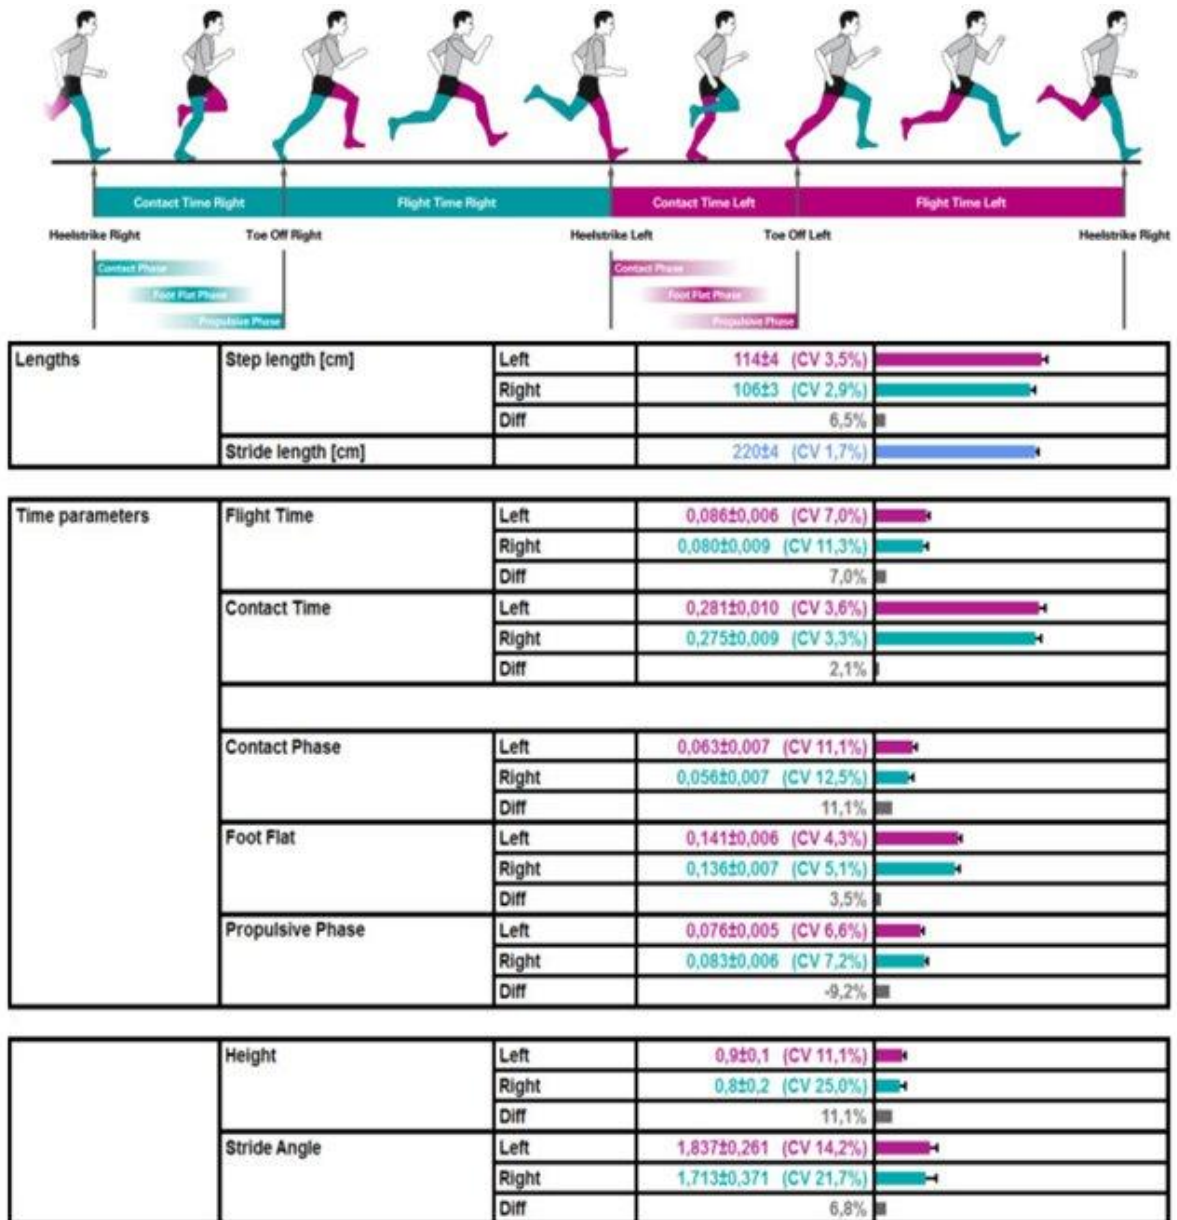 Contact Time Right Flight Time Right Contact Time Left Flight Time Left
Heelstrike Right Toe Off Right Heelstrike Left Toe Off Left Heelstrike Right
Contact Phase Contact Phase
Foot Flat Phase Foot Flat Phase
Propulsive Phase Propulsive Phase
Lengths Step length [cm] Left 114±4 (CV 3,5%)
Right 106±3 (CV 2,9%)
Diff 6,5%
Stride length [cm] 220±4 (CV 1,7%)
Time parameters Flight Time Left 0,086±0,006 (CV 7,0%)
Right 0,080±0,009 (CV 11,3%)
Diff 7,0%
Contact Time Left 0,281±0,010 (CV 3,6%)
Right 0,275±0,009 (CV 3,3%)
Diff 2,1%
Contact Phase Left 0,063±0,007 (CV 11,1%)
Right 0,056±0,007 (CV 12,5%)
Diff 11,1%
Foot Flat Left 0,141±0,006 (CV 4,3%)
Right 0,136±0,007 (CV 5,1%)
Diff 3,5%
Propulsive Phase Left 0,076±0,005 (CV 6,6%)
Right 0,083±0,006 (CV 7,2%)
Diff -9,2%
Height Left 0,9±0,1 (CV 11,1%)
Right 0,8±0,2 (CV 25,0%)
Diff 11,1%
Stride Angle Left 1,837±0,261 (CV 14,2%)
Right 1,713±0,371 (CV 21,7%)
Diff 6,8%